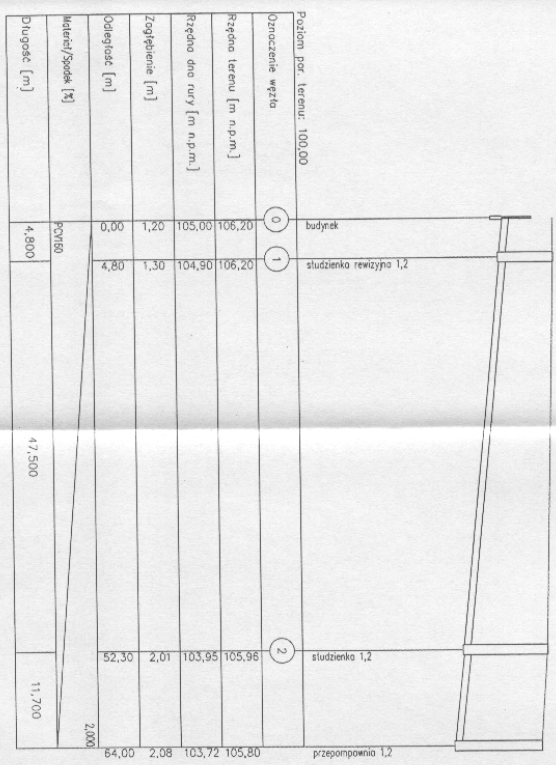 Poziom por. terenu: 100,00
budynek
studzienka rewizyjna 1,2
studzienka 1,2
przepompownia 1,2
Oznaczenie węzła
0
1
2
Rzędna terenu [m n.p.m.]
106,20
106,20
105,96
105,80
Rzędna dna rury [m n.p.m.]
105,00
104,90
103,95
103,72
Zagłębienie [m]
1,20
1,30
2,01
2,08
Odległość [m]
0,00
4,80
52,30
64,00
Materiał/Spadek [%]
PCV160
2,000
Długość [m]
4,800
47,500
11,700